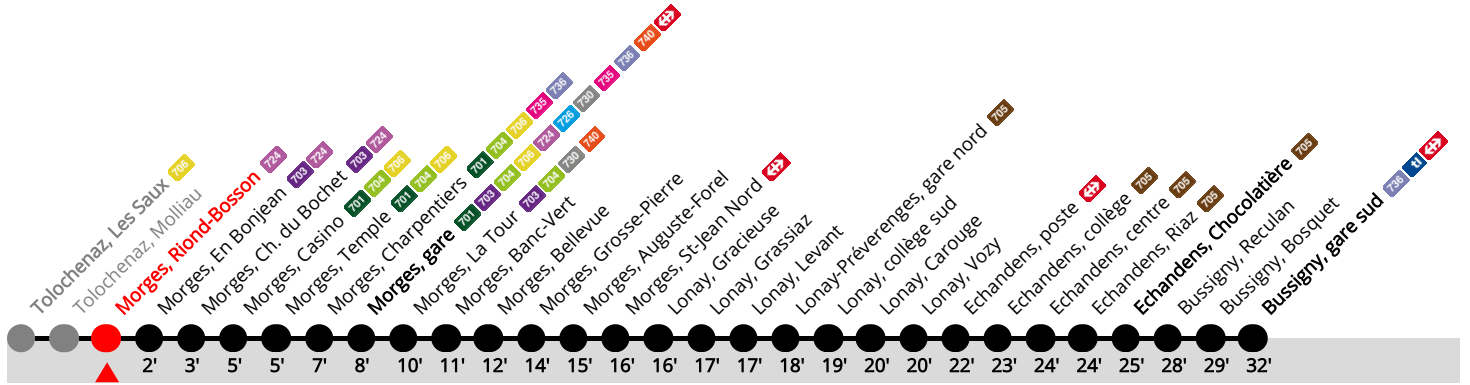 Tolochenaz, Les Saux 706
Tolochenaz, Molliau
Morges, Riond-Bosson 724
Morges, En Bonjean 703 724
Morges, Ch. du Bochet 703 724
Morges, Casino 701 704 706
Morges, Temple 701 704 706
Morges, Charpentiers 701 704 706 735 736
Morges, gare 701 703 704 706 724 726 730 735 736 740
Morges, La Tour 703 704 730 740
Morges, Banc-Vert
Morges, Bellevue
Morges, Grosse-Pierre
Morges, Auguste-Forel
Morges, St-Jean Nord
Lonay, Gracieuse
Lonay, Grassiaz
Lonay, Levant
Lonay-Préverenges, gare nord 705
Lonay, collège sud
Lonay, Carouge
Lonay, Vozy
Echandens, poste
Echandens, collège 705
Echandens, centre 705
Echandens, Riaz 705
Echandens, Chocolatière 705
Bussigny, Reculan
Bussigny, Bosquet
Bussigny, gare sud 736 tl
2' 3' 5' 5' 7' 8' 10' 11' 12' 14' 15' 16' 16' 17' 17' 18' 19' 20' 20' 22' 23' 24' 24' 25' 28' 29' 32'